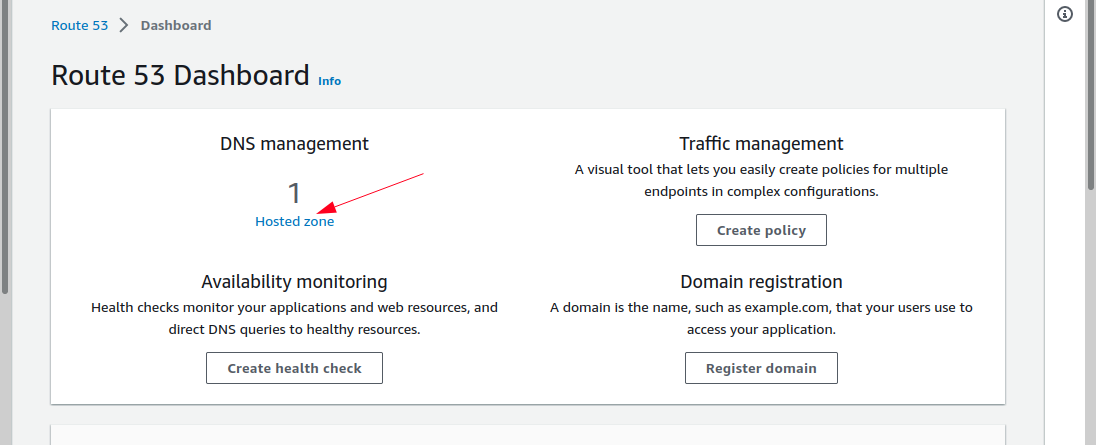 Route 53 > Dashboard
Route 53 Dashboard Info
DNS management
1
Hosted zone
Traffic management
A visual tool that lets you easily create policies for multiple
endpoints in complex configurations.
Create policy
Availability monitoring
Health checks monitor your applications and web resources, and
direct DNS queries to healthy resources.
Create health check
Domain registration
A domain is the name, such as example.com, that your users use to
access your application.
Register domain